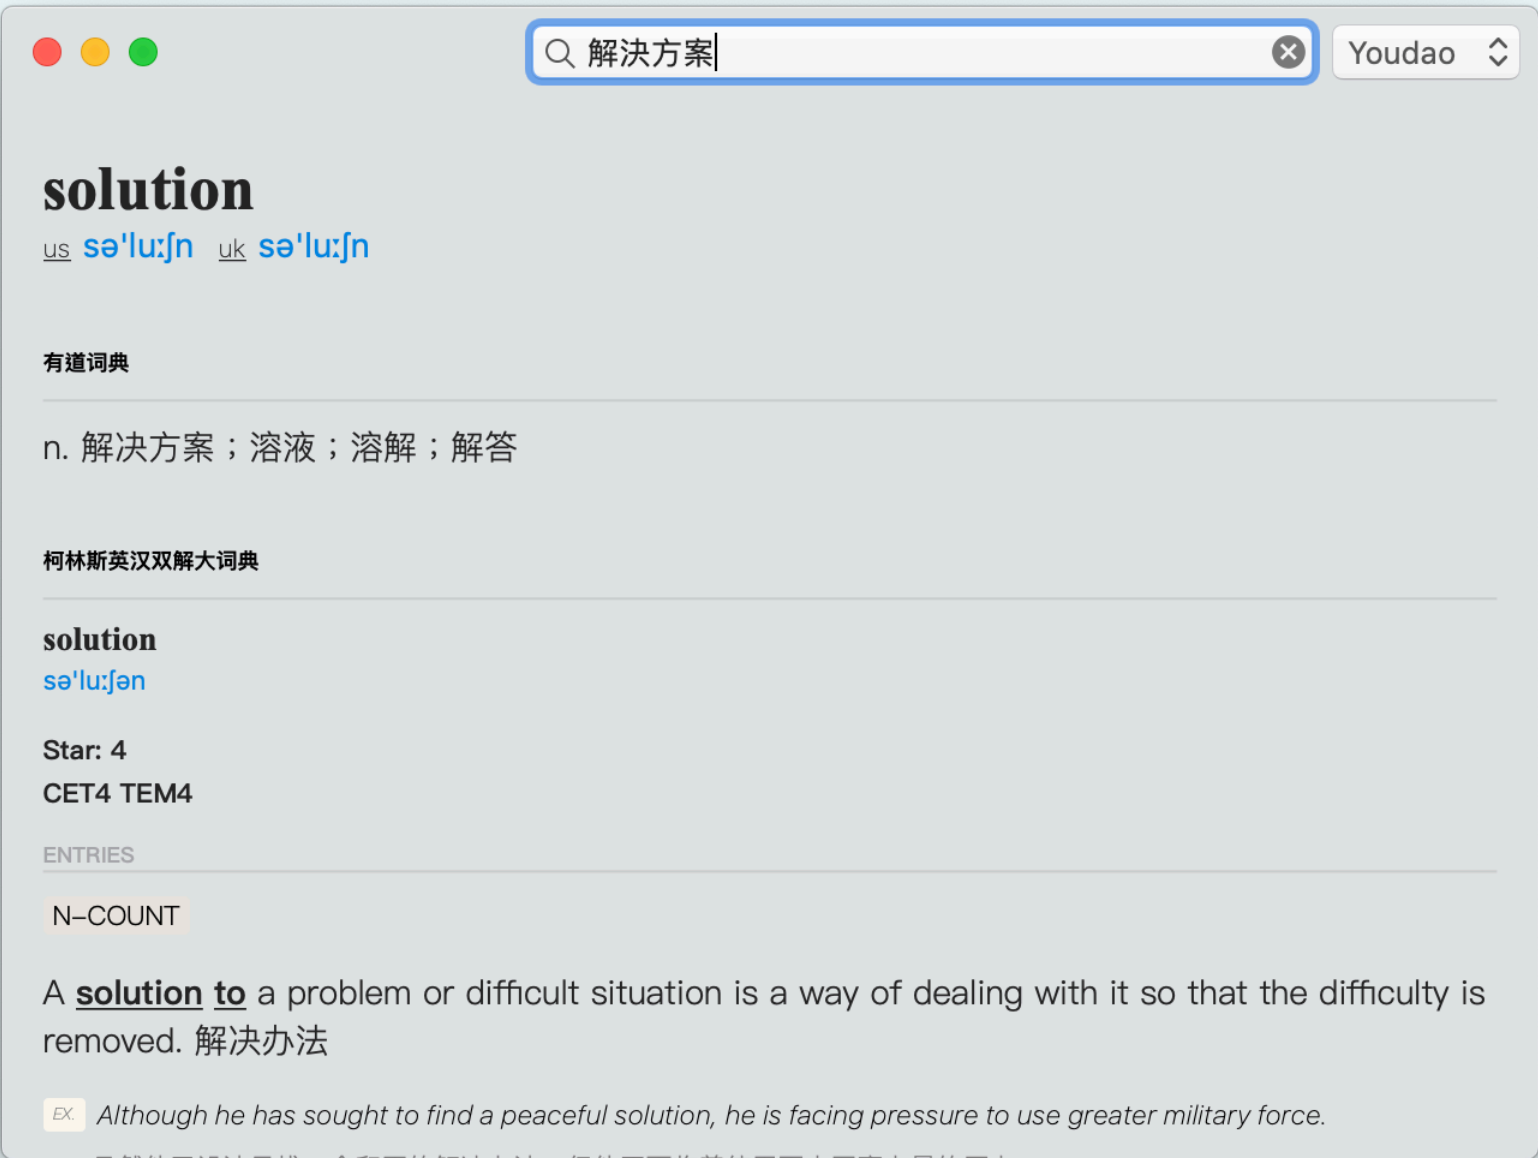 解決方案 Youdao
solution
us sə'luːʃn uk sə'luːʃn
有道词典
n. 解决方案；溶液；溶解；解答
柯林斯英汉双解大词典
solution
sə'luːʃən
Star: 4
CET4 TEM4
ENTRIES
N-COUNT
A solution to a problem or difficult situation is a way of dealing with it so that the difficulty is
removed. 解决办法
EX. Although he has sought to find a peaceful solution, he is facing pressure to use greater military force.